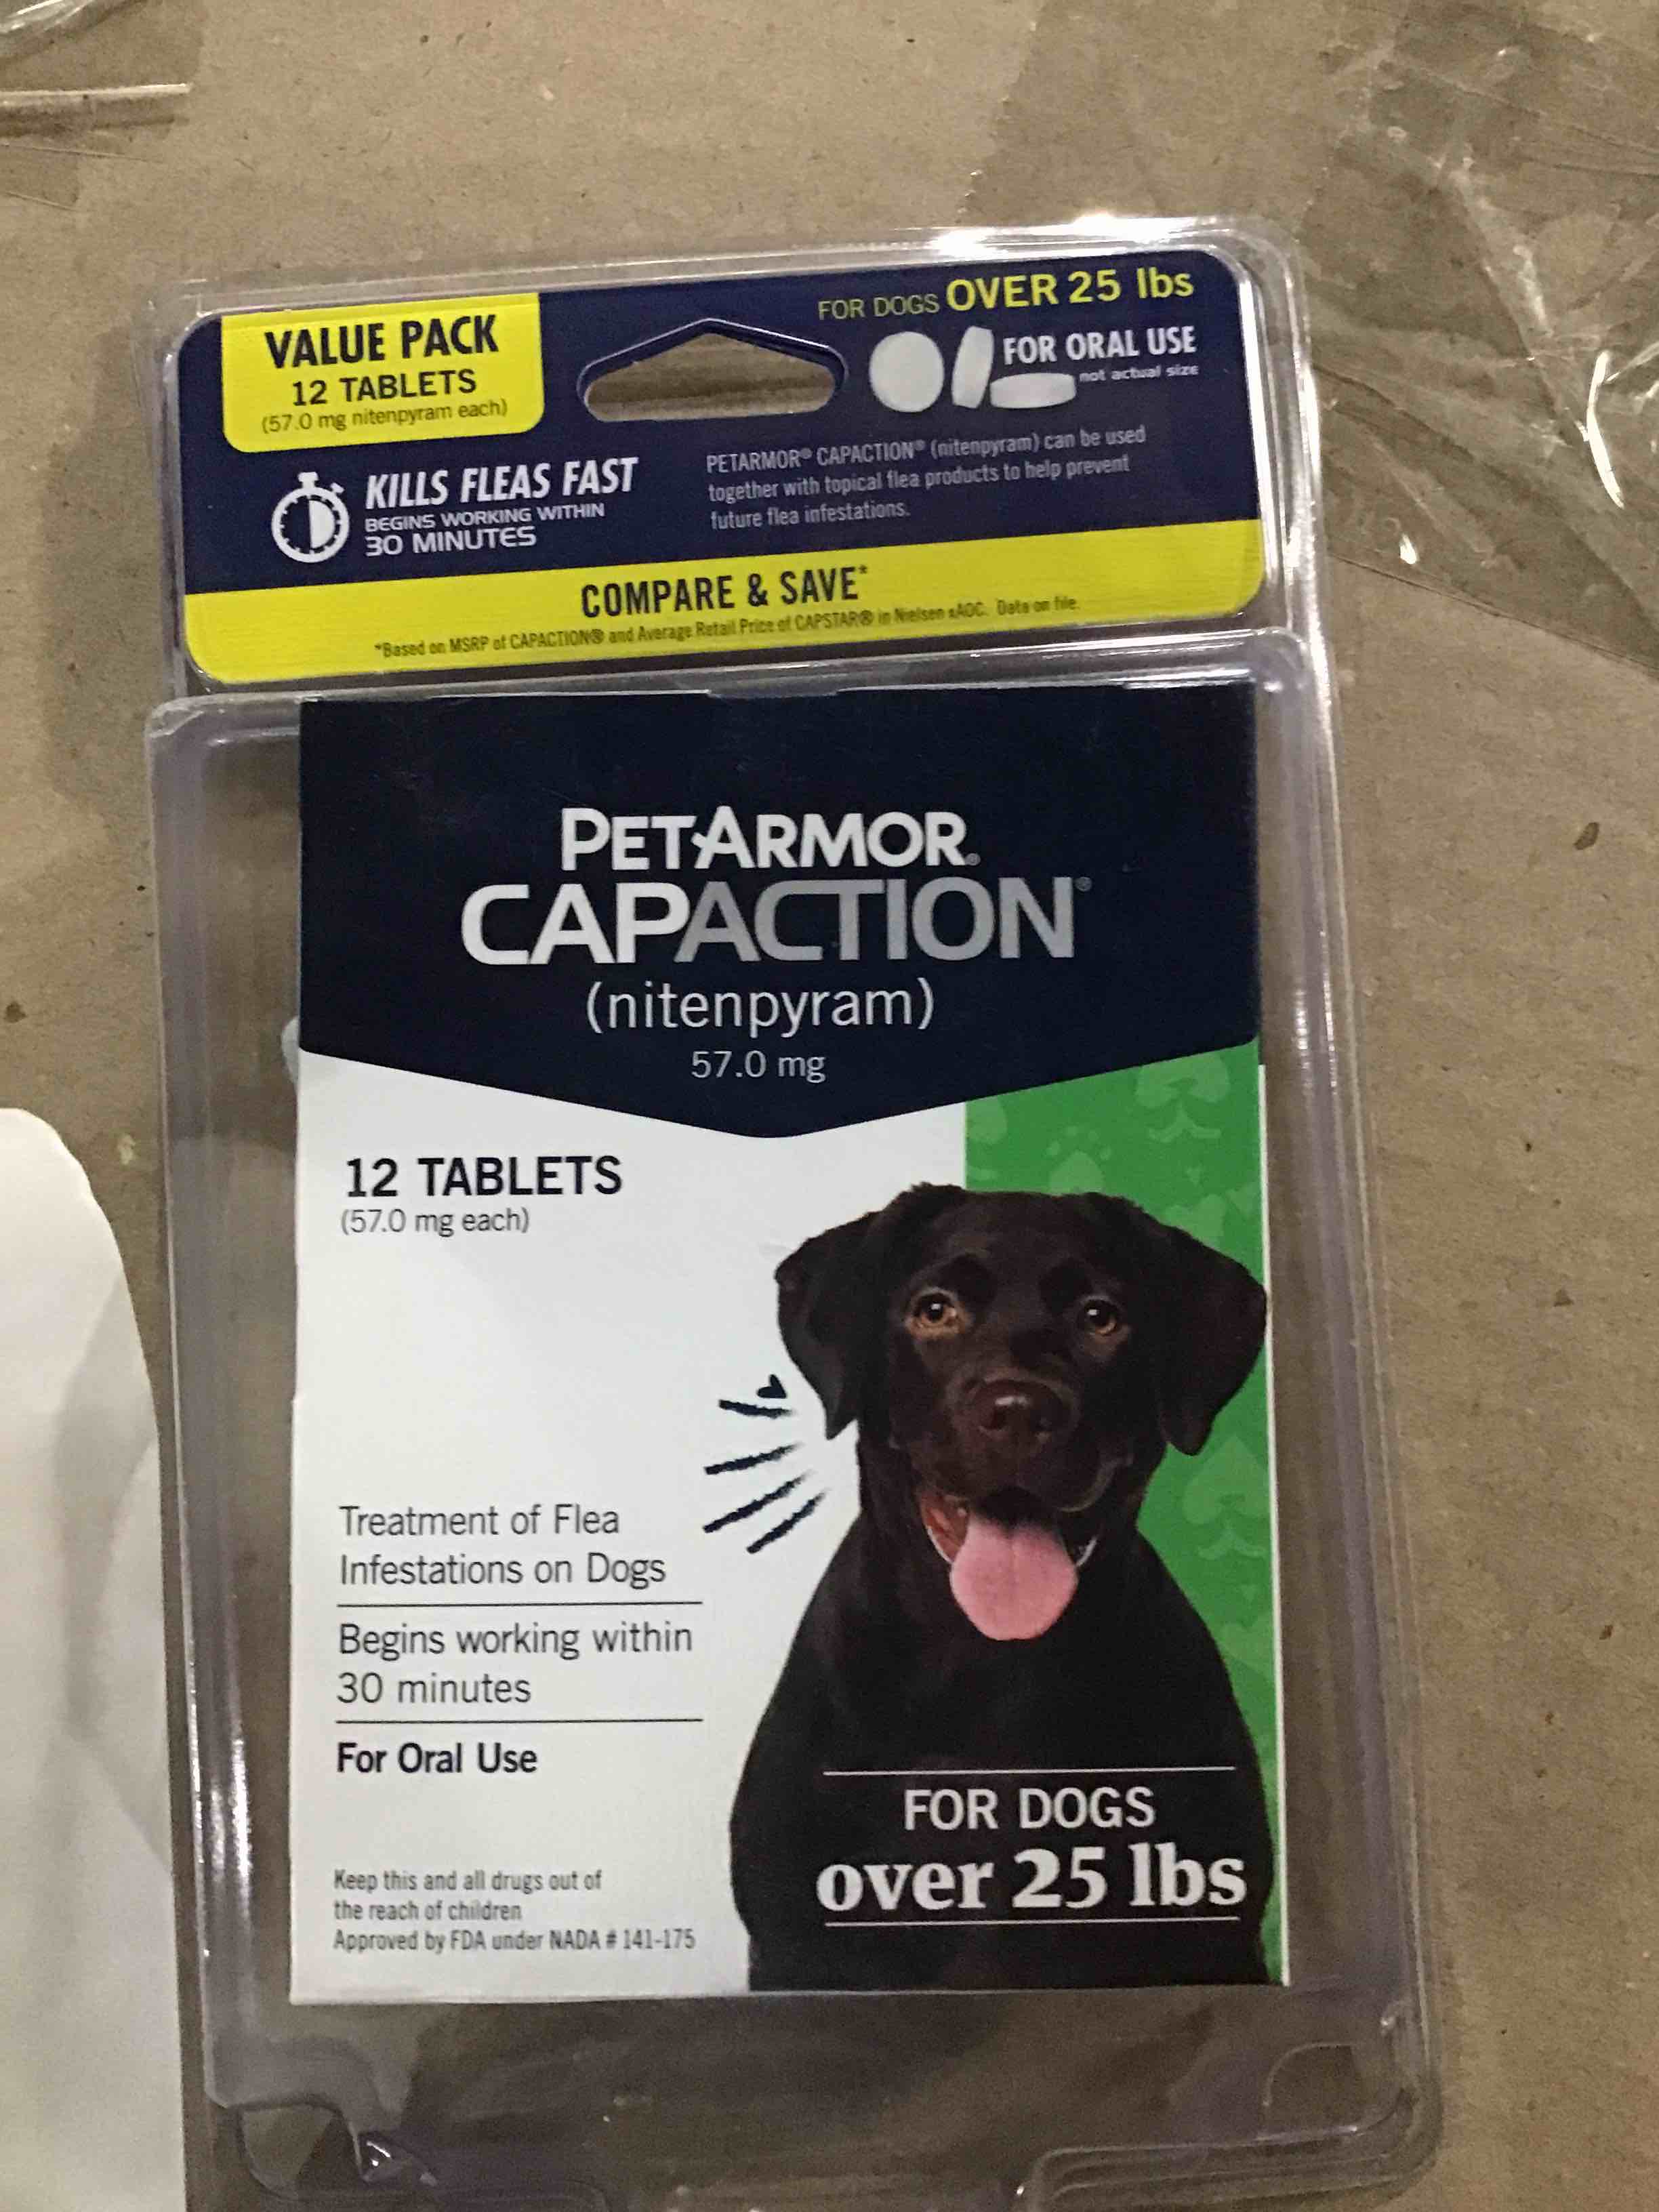 VALUE PACK
12 TABLETS
(57.0 mg nitenpyram each)
FOR DOGS OVER 25 lbs
FOR ORAL USE
not actual size
KILLS FLEAS FAST
BEGINS WORKING WITHIN
30 MINUTES
PETARMOR® CAPACTION® (nitenpyram) can be used
together with topical flea products to help prevent
future flea infestations.
COMPARE & SAVE*
*Based on MSRP of CAPACTION® and Average Retail Price of CAPSTAR® in Nielsen xAOC. Data on file.
PETARMOR®
CAPACTION®
(nitenpyram)
57.0 mg
12 TABLETS
(57.0 mg each)
Treatment of Flea
Infestations on Dogs
Begins working within
30 minutes
For Oral Use
Keep this and all drugs out of
the reach of children
Approved by FDA under NADA # 141-175
FOR DOGS
over 25 lbs